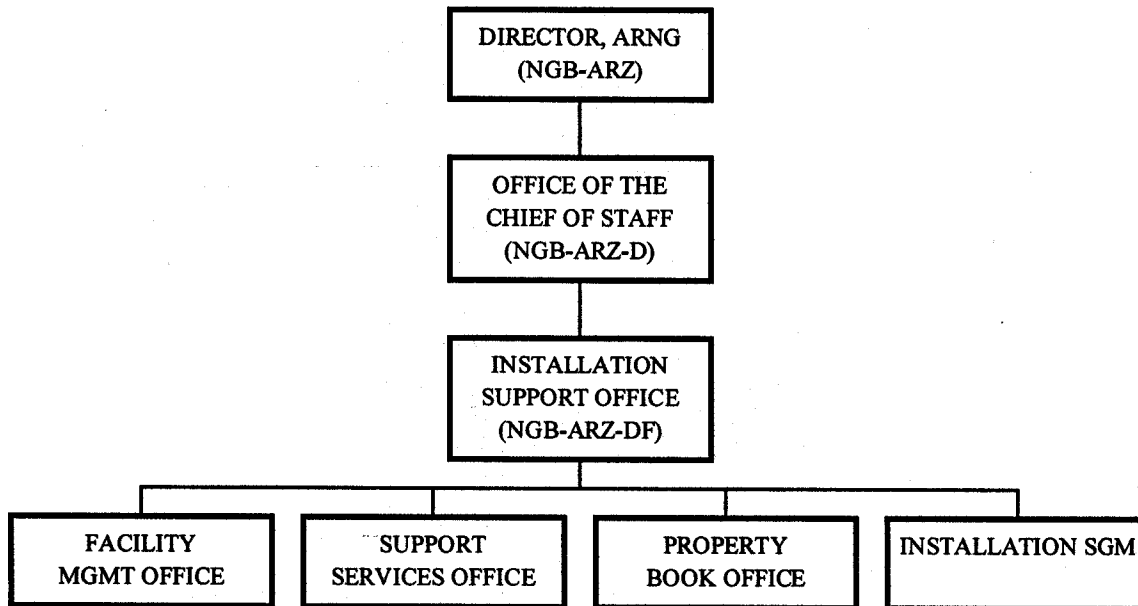 DIRECTOR, ARNG
(NGB-ARZ)
OFFICE OF THE
CHIEF OF STAFF
(NGB-ARZ-D)
INSTALLATION
SUPPORT OFFICE
(NGB-ARZ-DF)
FACILITY
MGMT OFFICE
SUPPORT
SERVICES OFFICE
PROPERTY
BOOK OFFICE
INSTALLATION SGM